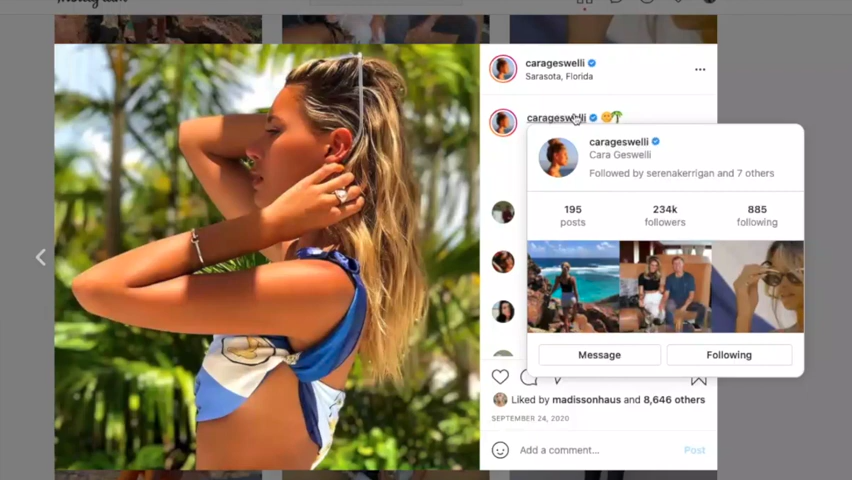 Instagram
carageswelli
Sarasota, Florida
carageswelli
carageswelli
Cara Geswelli
Followed by serenakerrigan and 7 others
195
posts
234k
followers
885
following
Message
Following
Liked by madissonhaus and 8,646 others
SEPTEMBER 24, 2020
Add a comment...
Post